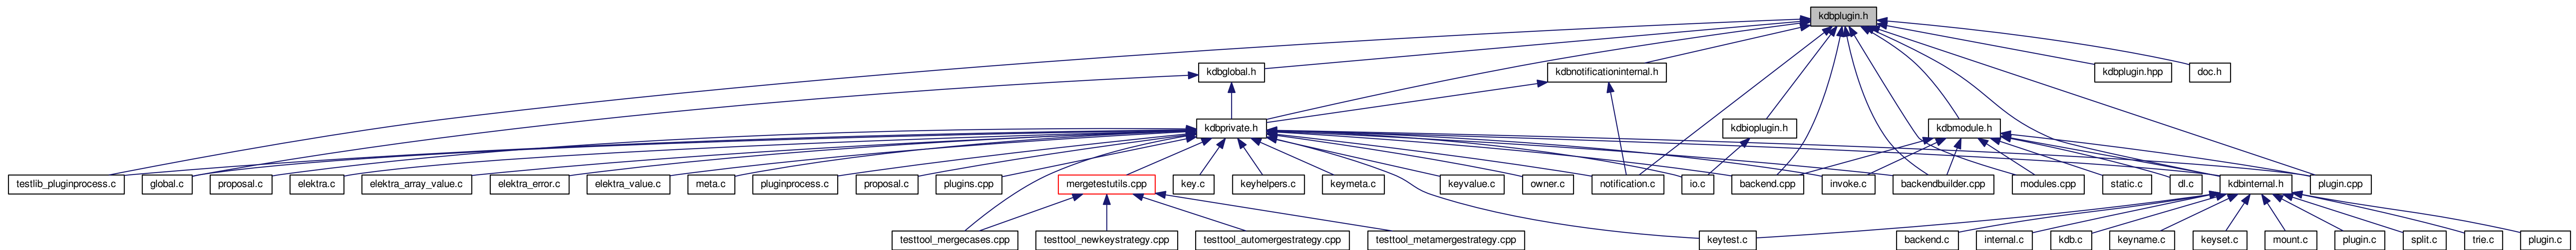 kdbplugin.h
kdbglobal.h
kdbnotificationinternal.h
kdbplugin.hpp
doc.h
kdbprivate.h
kdbioplugin.h
kdbmodule.h
testlib_pluginprocess.c
global.c
proposal.c
elektra.c
elektra_array_value.c
elektra_error.c
elektra_value.c
meta.c
pluginprocess.c
proposal.c
plugins.cpp
mergetestutils.cpp
key.c
keyhelpers.c
keymeta.c
keyvalue.c
owner.c
notification.c
io.c
backend.cpp
invoke.c
backendbuilder.cpp
modules.cpp
static.c
dl.c
kdbinternal.h
plugin.cpp
testtool_mergecases.cpp
testtool_newkeystrategy.cpp
testtool_automergestrategy.cpp
testtool_metamergestrategy.cpp
keytest.c
backend.c
internal.c
kdb.c
keyname.c
keyset.c
mount.c
plugin.c
split.c
trie.c
plugin.c